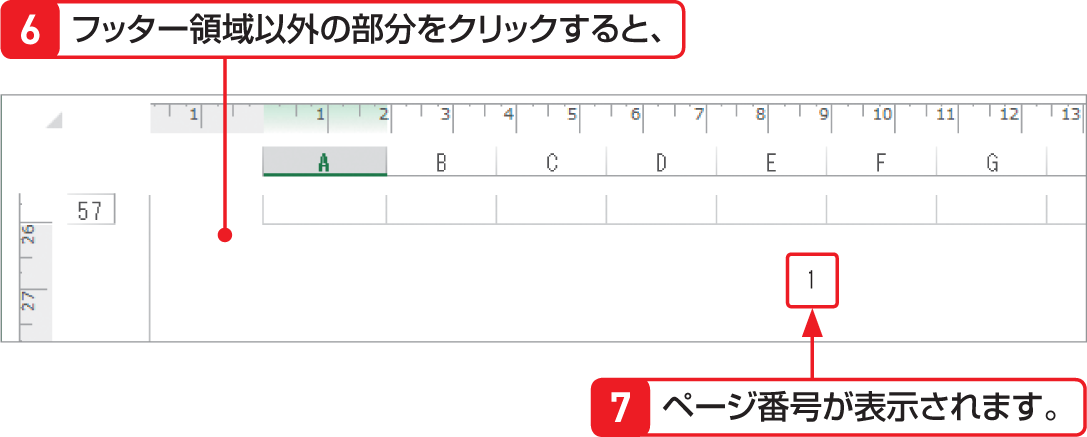 6 フッター領域以外の部分をクリックすると、
1 1 2 3 4 5 6 7 8 9 10 11 12 13
A B C D E F G
57
26
1
27
7 ページ番号が表示されます。